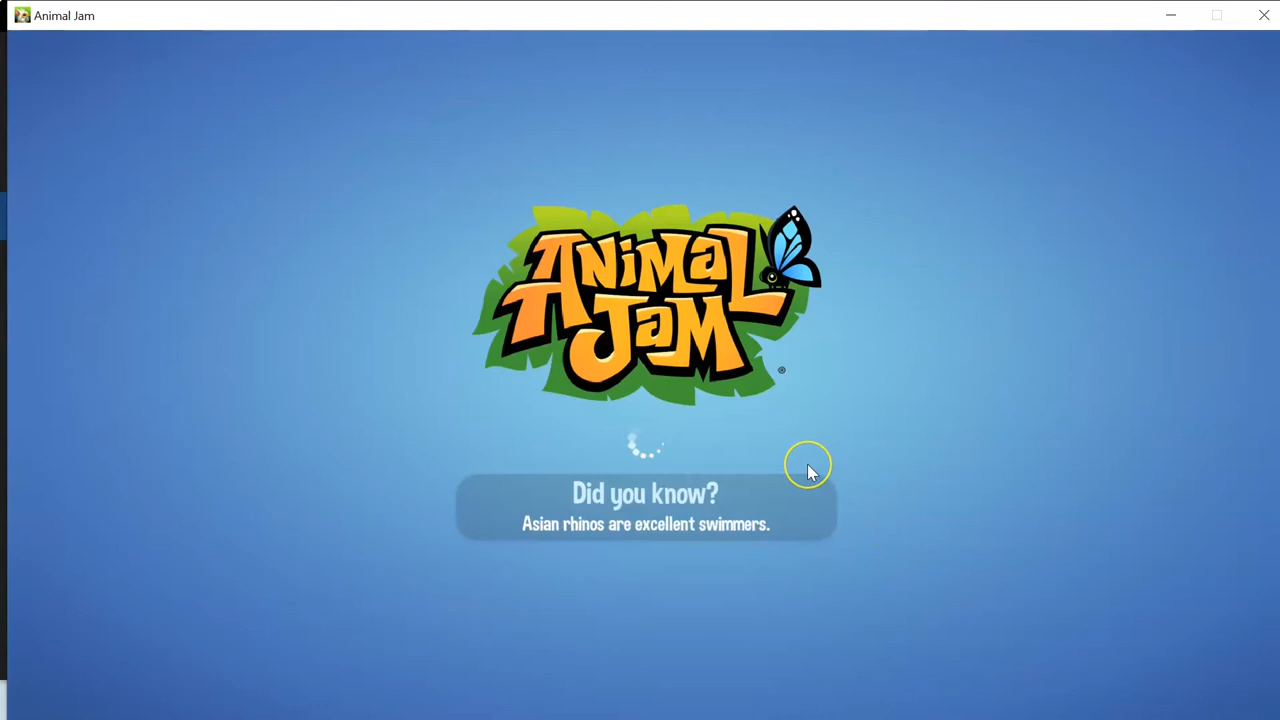 Animal Jam
ANIMAL
JAM
®
Did you know?
Asian rhinos are excellent swimmers.